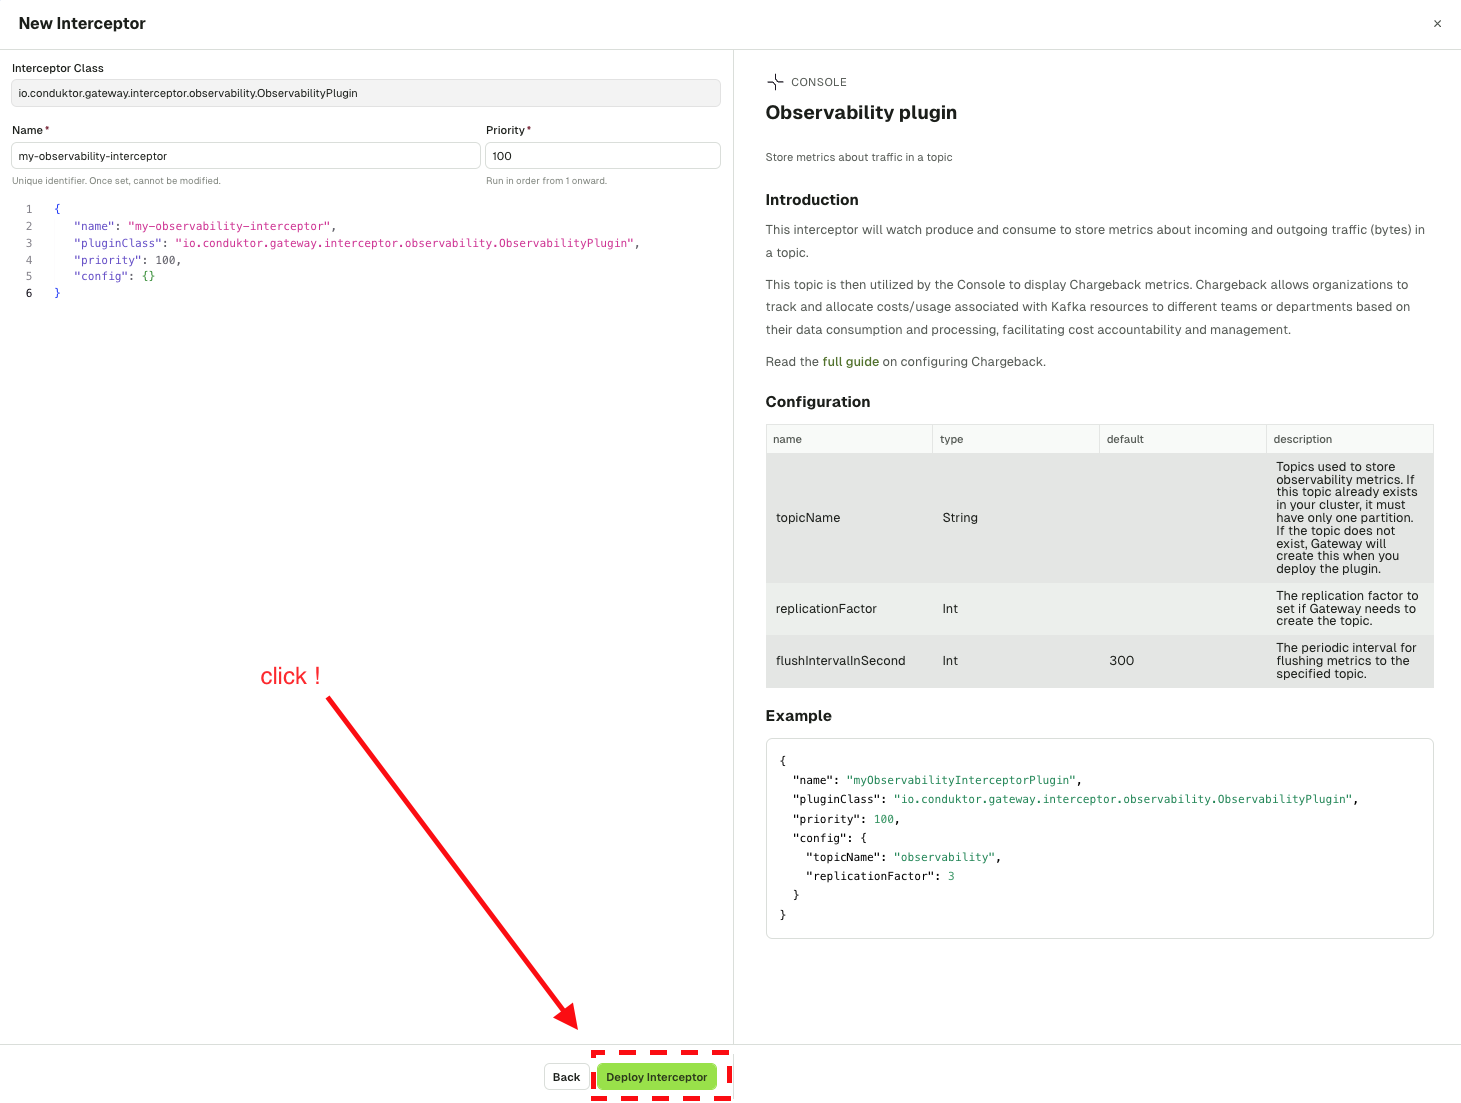 New Interceptor
×
Interceptor Class
io.conduktor.gateway.interceptor.observability.ObservabilityPlugin
Name*
Priority*
my-observability-interceptor
100
Unique identifier. Once set, cannot be modified.
Run in order from 1 onward.
1 {
2 "name": "my-observability-interceptor",
3 "pluginClass": "io.conduktor.gateway.interceptor.observability.ObservabilityPlugin",
4 "priority": 100,
5 "config": {}
6 }
click !
Back
Deploy Interceptor
CONSOLE
Observability plugin
Store metrics about traffic in a topic
Introduction
This interceptor will watch produce and consume to store metrics about incoming and outgoing traffic (bytes) in
a topic.
This topic is then utilized by the Console to display Chargeback metrics. Chargeback allows organizations to
track and allocate costs/usage associated with Kafka resources to different teams or departments based on
their data consumption and processing, facilitating cost accountability and management.
Read the full guide on configuring Chargeback.
Configuration
name type default description
topicName String
Topics used to store
observability metrics. If
this topic already exists
in your cluster, it must
have only one partition.
If the topic does not
exist, Gateway will
create this when you
deploy the plugin.
replicationFactor Int
The replication factor to
set if Gateway needs to
create the topic.
flushIntervalInSecond Int 300
The periodic interval for
flushing metrics to the
specified topic.
Example
{
"name": "myObservabilityInterceptorPlugin",
"pluginClass": "io.conduktor.gateway.interceptor.observability.ObservabilityPlugin",
"priority": 100,
"config": {
"topicName": "observability",
"replicationFactor": 3
}
}